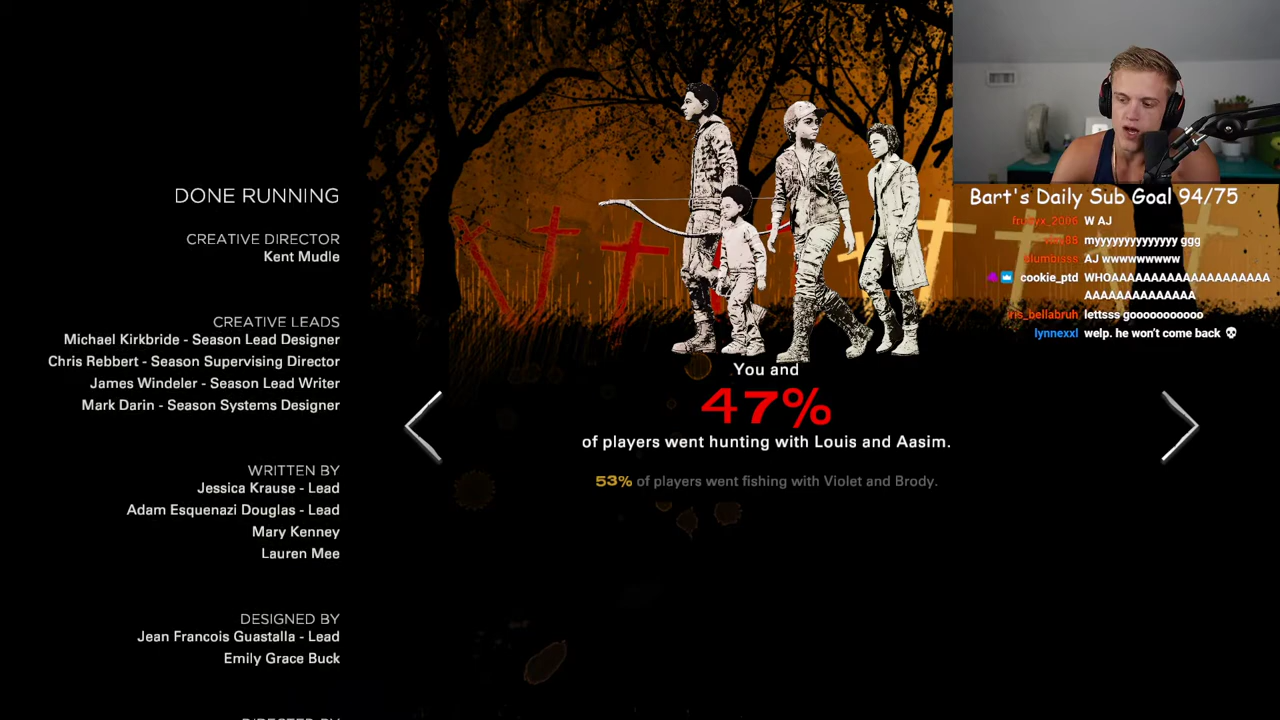 DONE RUNNING
CREATIVE DIRECTOR
Kent Mudle
CREATIVE LEADS
Michael Kirkbride - Season Lead Designer
Chris Rebbert - Season Supervising Director
James Windeler - Season Lead Writer
Mark Darin - Season Systems Designer
WRITTEN BY
Jessica Krause - Lead
Adam Esquenazi Douglas - Lead
Mary Kenney
Lauren Mee
DESIGNED BY
Jean Francois Guastalla - Lead
Emily Grace Buck
You and
47%
of players went hunting with Louis and Aasim.
53% of players went fishing with Violet and Brody.
Bart's Daily Sub Goal 94/75
W AJ
myyyyyyyyyyyyy ggg
AJ wwwwwwwww
cookie_ptd WHOAAAAAAAAAAAAAAAAAAAA
AAAAAAAAAAAAAA
lettsss gooooooooooo
lynnexxl welp. he won't come back 💀